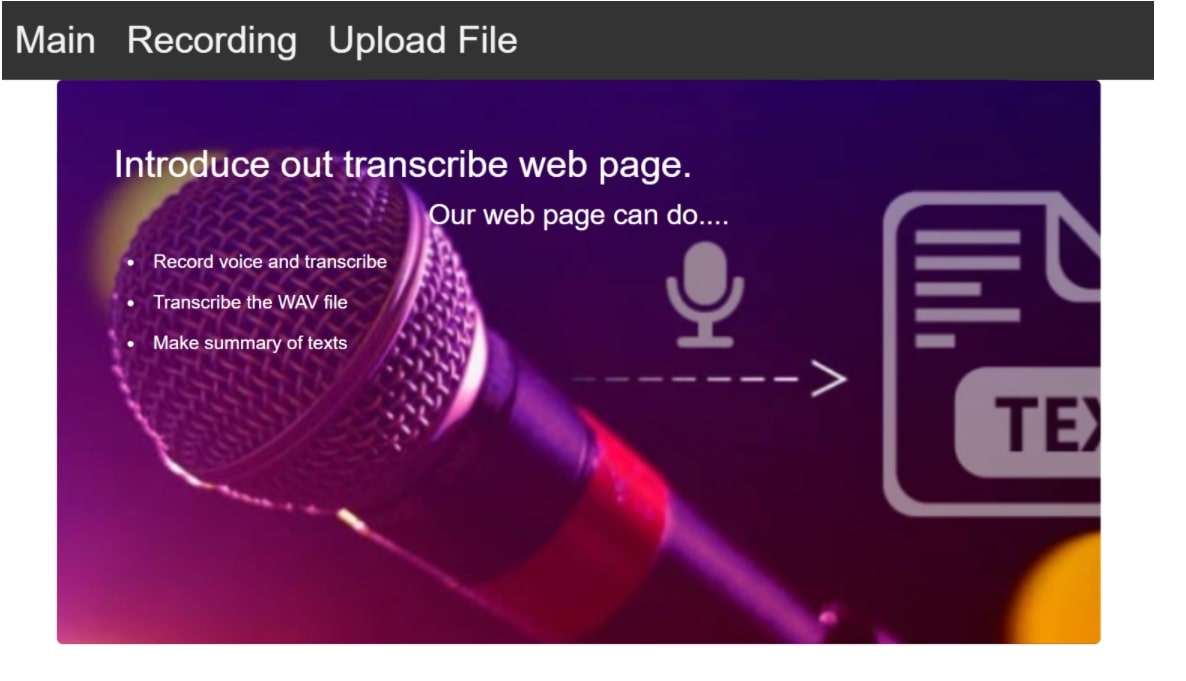 Main Recording Upload File
Introduce out transcribe web page.
Our web page can do....
Record voice and transcribe
Transcribe the WAV file
Make summary of texts